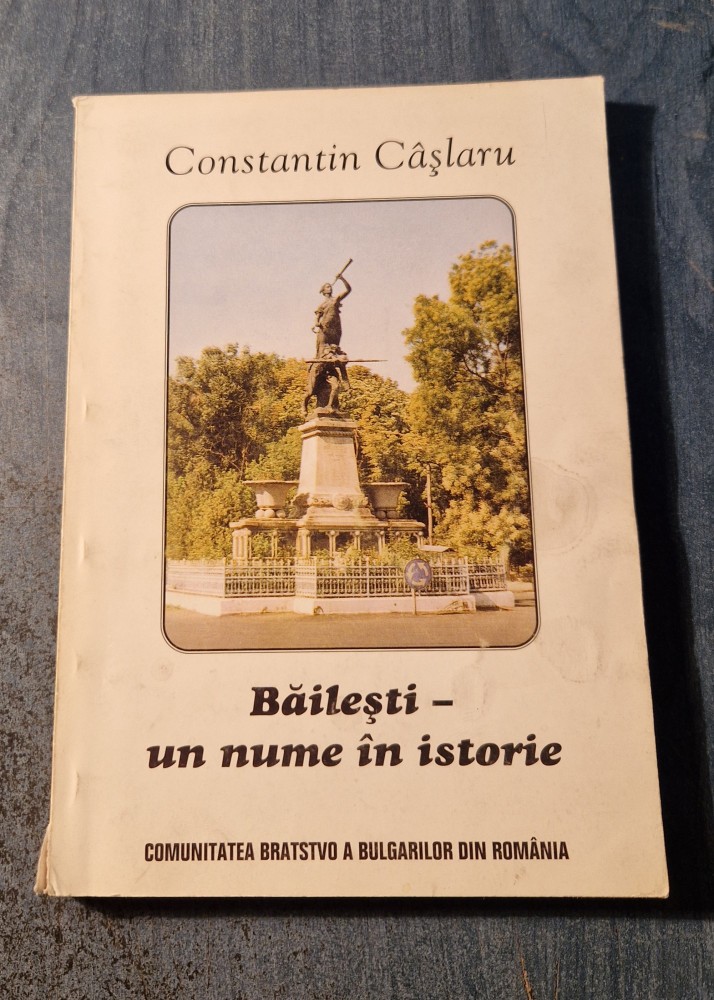 Constantin Câşlaru
Băileşti –
un nume în istorie
COMUNITATEA BRATSTVO A BULGARILOR DIN ROMÂNIA